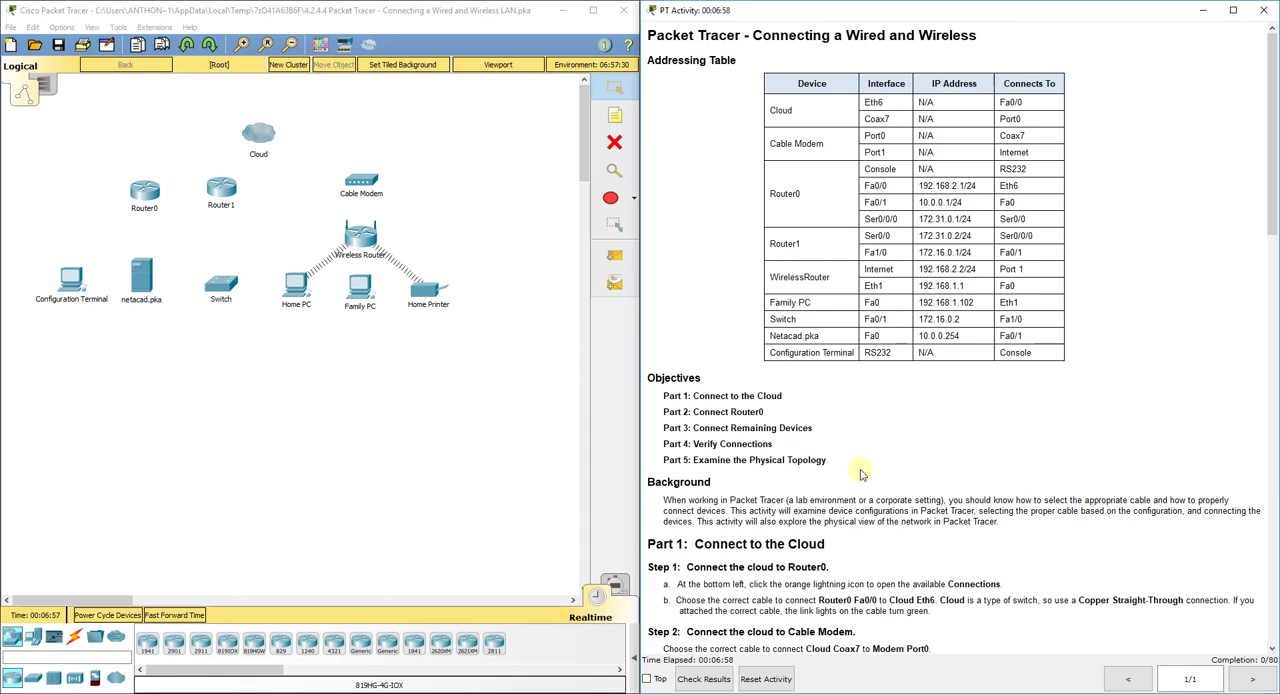 Cisco Packet Tracer - C:\Users\ANTHON~1\AppData\Local\Temp\7zO41A63B6F\4.2.4.4 Packet Tracer - Connecting a Wired and Wireless LAN.pka
File Edit Options View Tools Extensions Help
Logical Back [Root] New Cluster Move Object Set Tiled Background Viewport Environment: 06:57:30
Cloud
Cable Modem
Router0
Router1
Wireless Router
Configuration Terminal
netacad.pka
Switch
Home PC
Family PC
Home Printer
Time: 00:06:57 Power Cycle Devices Fast Forward Time Realtime
1941 2901 2911 819IOX 819HGW 829 1240 4321 Generic Generic 1841 2620XM 2621XM 2811
819HG-4G-IOX
PT Activity: 00:06:58
Packet Tracer - Connecting a Wired and Wireless
Addressing Table
Device Interface IP Address Connects To
Cloud Eth6 N/A Fa0/0
Coax7 N/A Port0
Cable Modem Port0 N/A Coax7
Port1 N/A Internet
Router0 Console N/A RS232
Fa0/0 192.168.2.1/24 Eth6
Fa0/1 10.0.0.1/24 Fa0
Ser0/0/0 172.31.0.1/24 Ser0/0
Router1 Ser0/0 172.31.0.2/24 Ser0/0/0
Fa1/0 172.16.0.1/24 Fa0/1
WirelessRouter Internet 192.168.2.2/24 Port 1
Eth1 192.168.1.1 Fa0
Family PC Fa0 192.168.1.102 Eth1
Switch Fa0/1 172.16.0.2 Fa1/0
Netacad.pka Fa0 10.0.0.254 Fa0/1
Configuration Terminal RS232 N/A Console
Objectives
Part 1: Connect to the Cloud
Part 2: Connect Router0
Part 3: Connect Remaining Devices
Part 4: Verify Connections
Part 5: Examine the Physical Topology
Background
When working in Packet Tracer (a lab environment or a corporate setting), you should know how to select the appropriate cable and how to properly
connect devices. This activity will examine device configurations in Packet Tracer, selecting the proper cable based on the configuration, and connecting the
devices. This activity will also explore the physical view of the network in Packet Tracer.
Part 1: Connect to the Cloud
Step 1: Connect the cloud to Router0.
a. At the bottom left, click the orange lightning icon to open the available Connections.
b. Choose the correct cable to connect Router0 Fa0/0 to Cloud Eth6. Cloud is a type of switch, so use a Copper Straight-Through connection. If you
attached the correct cable, the link lights on the cable turn green.
Step 2: Connect the cloud to Cable Modem.
Choose the correct cable to connect Cloud Coax7 to Modem Port0.
Time Elapsed: 00:06:58 Completion: 0/80
Top Check Results Reset Activity < 1/1 >